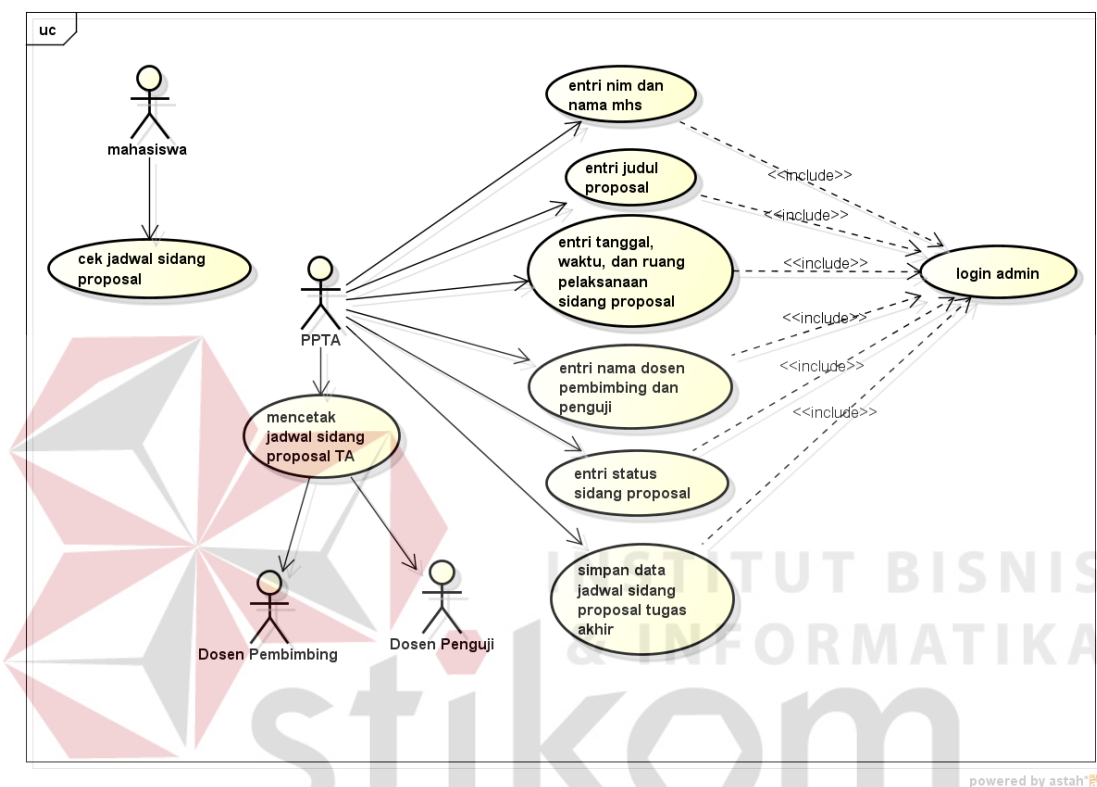 uc
mahasiswa
cek jadwal sidang
proposal
PPTA
mencetak
jadwal sidang
proposal TA
Dosen Pembimbing
Dosen Penguji
entri nim dan
nama mhs
entri judul
proposal
entri tanggal,
waktu, dan ruang
pelaksanaan
sidang proposal
entri nama dosen
pembimbing dan
penguji
entri status
sidang proposal
simpan data
jadwal sidang
proposal tugas
akhir
<<include>>
<<include>>
<<include>>
<<include>>
<<include>>
<<include>>
login admin
INSTITUT BISNIS
& INFORMATIKA
stikom
powered by astah*